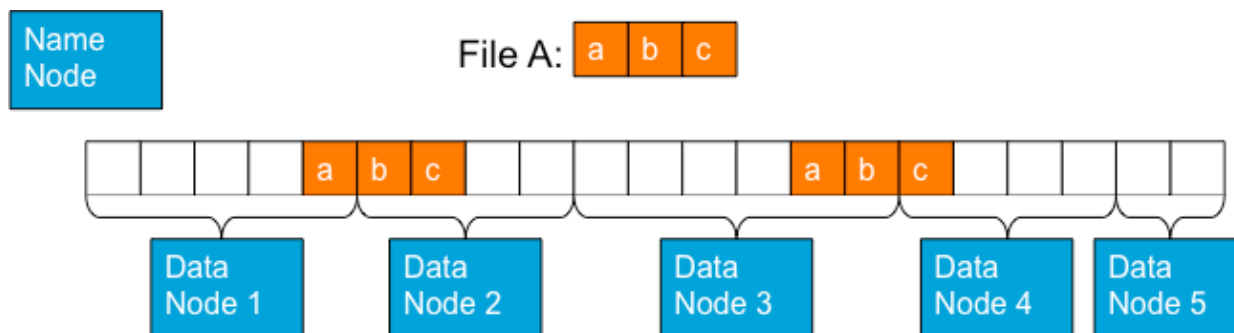 Name
Node
File A: a b c
a b c a b c
Data
Node 1
Data
Node 2
Data
Node 3
Data
Node 4
Data
Node 5